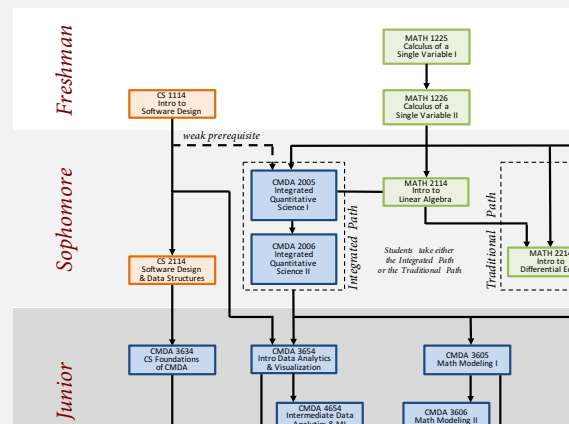 Freshman
MATH 1225
Calculus of a
Single Variable I
CS 1114
Intro to
Software Design
MATH 1226
Calculus of a
Single Variable II
weak prerequisite
Sophomore
CMDA 2005
Integrated
Quantitative
Science I
MATH 2114
Intro to
Linear Algebra
Integrated Path
Traditional Path
CMDA 2006
Integrated
Quantitative
Science II
Students take either
the Integrated Path
or the Traditional Path
MATH 2214
Intro to
Differential
CS 2114
Software Design
& Data Structures
Junior
CMDA 3634
CS Foundations
of CMDA
CMDA 3654
Intro Data Analytics
& Visualization
CMDA 3605
Math Modeling I
CMDA 4654
Intermediate Data
Analytics & ML
CMDA 3606
Math Modeling II